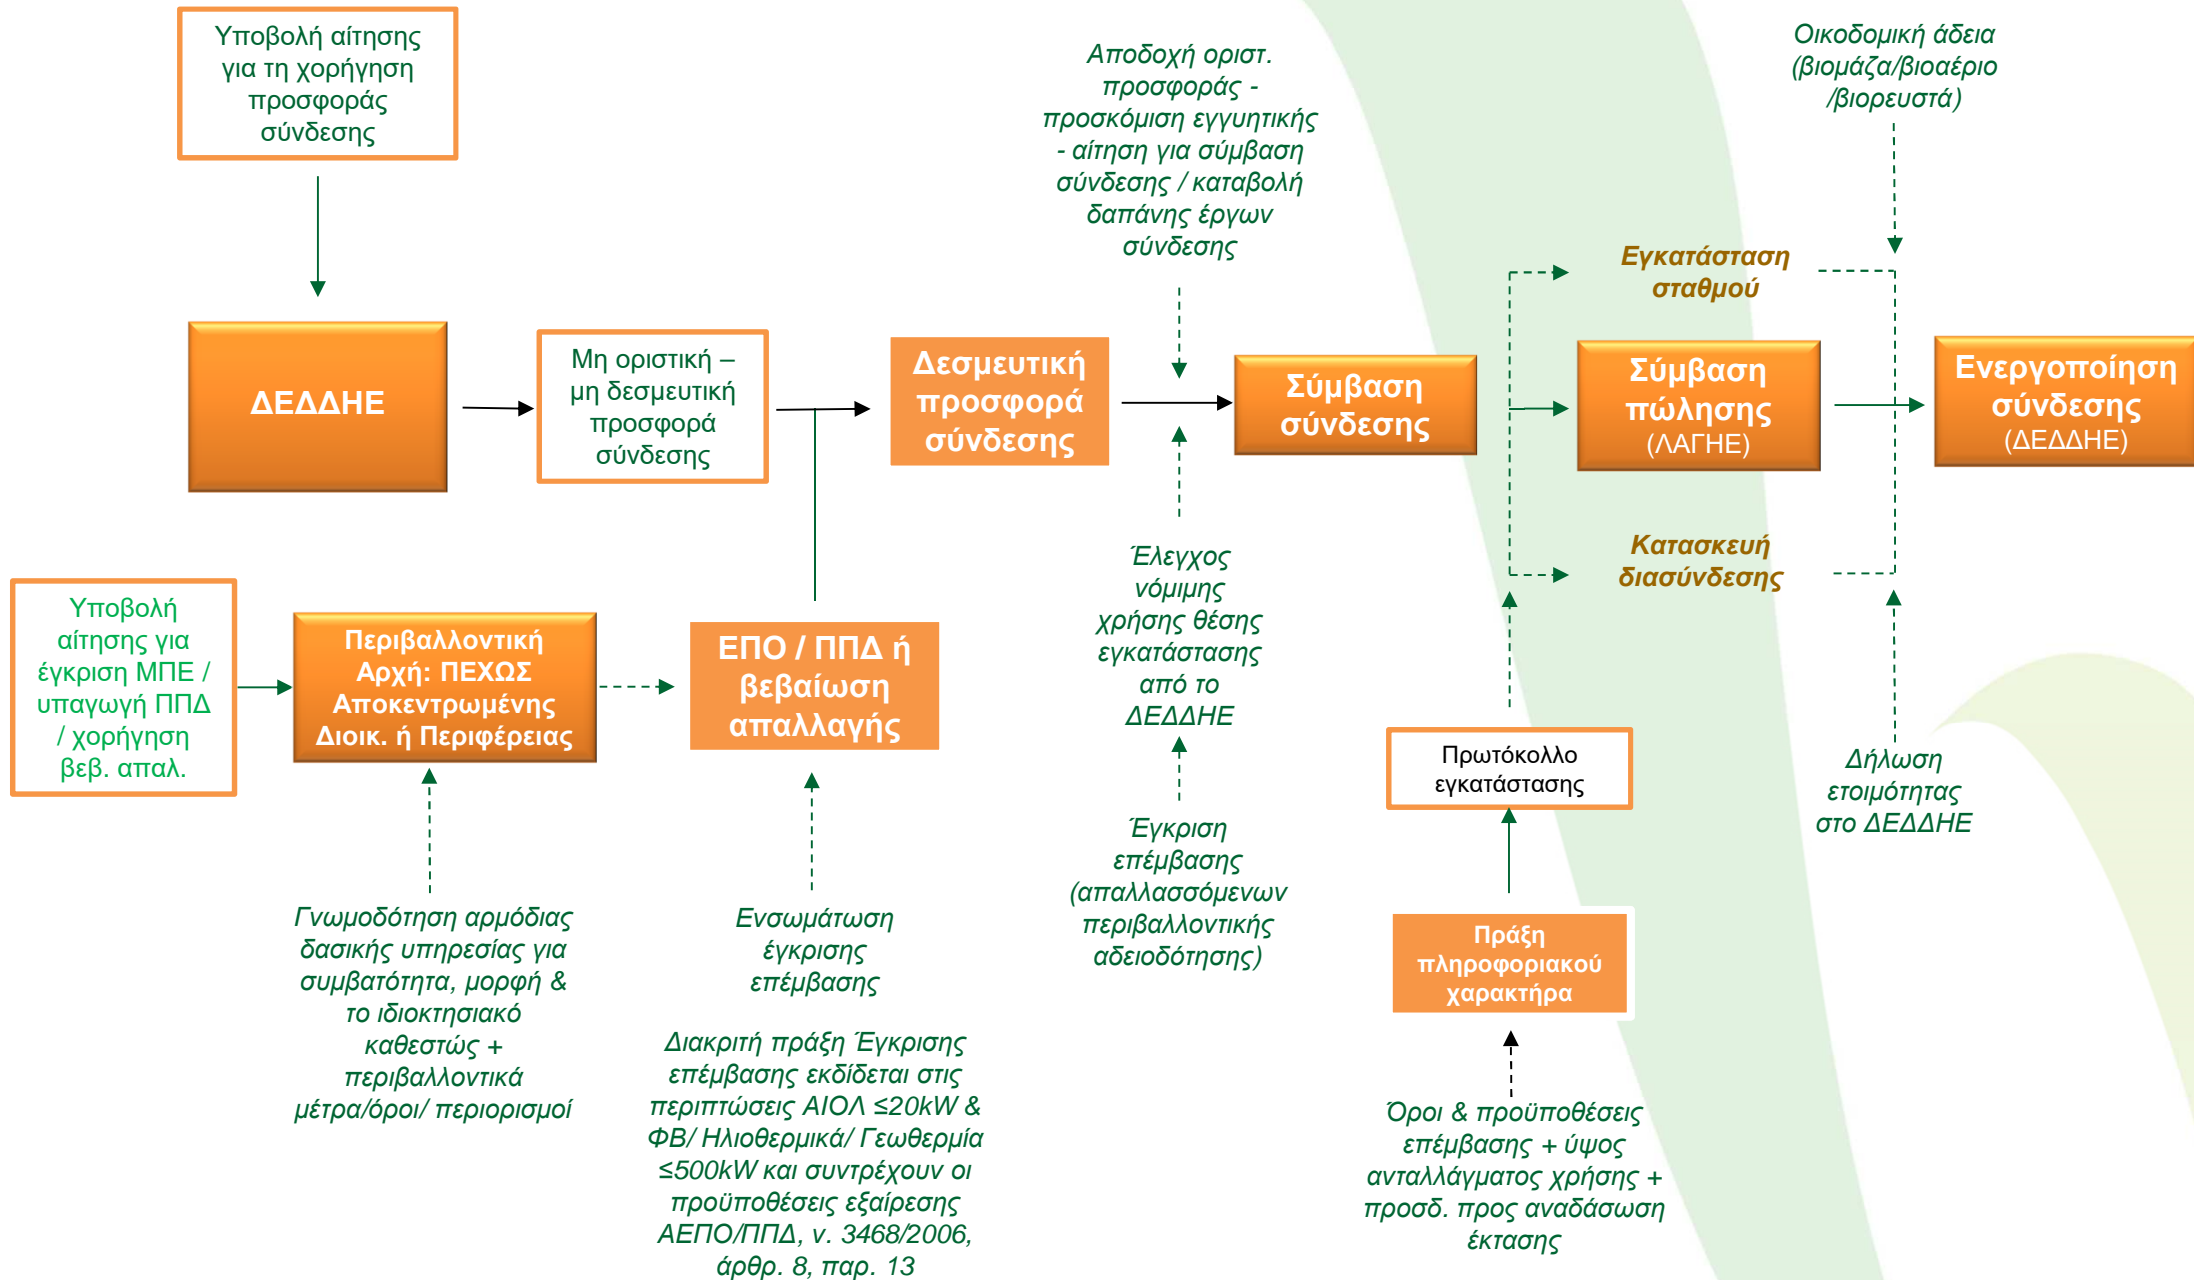 Υποβολή αίτησης
για τη χορήγηση
προσφοράς
σύνδεσης
Αποδοχή οριστ.
προσφοράς -
προσκόμιση εγγυητικής
- αίτηση για σύμβαση
σύνδεσης / καταβολή
δαπάνης έργων
σύνδεσης
Οικοδομική άδεια
(βιομάζα/βιοαέριο
/βιορευστά)
ΔΕΔΔΗΕ
Μη οριστική –
μη δεσμευτική
προσφορά
σύνδεσης
Δεσμευτική
προσφορά
σύνδεσης
Σύμβαση
σύνδεσης
Εγκατάσταση
σταθμού
Σύμβαση
πώλησης
(ΛΑΓΗΕ)
Κατασκευή
διασύνδεσης
Ενεργοποίηση
σύνδεσης
(ΔΕΔΔΗΕ)
Υποβολή
αίτησης για
έγκριση ΜΠΕ /
υπαγωγή ΠΠΔ
/ χορήγηση
βεβ. απαλ.
Περιβαλλοντική
Αρχή: ΠΕΧΩΣ
Αποκεντρωμένης
Διοικ. ή Περιφέρειας
ΕΠΟ / ΠΠΔ ή
βεβαίωση
απαλλαγής
Έλεγχος
νόμιμης
χρήσης θέσης
εγκατάστασης
από το
ΔΕΔΔΗΕ
Πρωτόκολλο
εγκατάστασης
Δήλωση
ετοιμότητας
στο ΔΕΔΔΗΕ
Γνωμοδότηση αρμόδιας
δασικής υπηρεσίας για
συμβατότητα, μορφή &
το ιδιοκτησιακό
καθεστώς +
περιβαλλοντικά
μέτρα/όροι/ περιορισμοί
Ενσωμάτωση
έγκρισης
επέμβασης
Διακριτή πράξη Έγκρισης
επέμβασης εκδίδεται στις
περιπτώσεις ΑΙΟΛ ≤20kW &
ΦΒ/ Ηλιοθερμικά/ Γεωθερμία
≤500kW και συντρέχουν οι
προϋποθέσεις εξαίρεσης
ΑΕΠΟ/ΠΠΔ, ν. 3468/2006,
άρθρ. 8, παρ. 13
Έγκριση
επέμβασης
(απαλλασσόμενων
περιβαλλοντικής
αδειοδότησης)
Πράξη
πληροφοριακού
χαρακτήρα
Όροι & προϋποθέσεις
επέμβασης + ύψος
ανταλλάγματος χρήσης +
προσδ. προς αναδάσωση
έκτασης